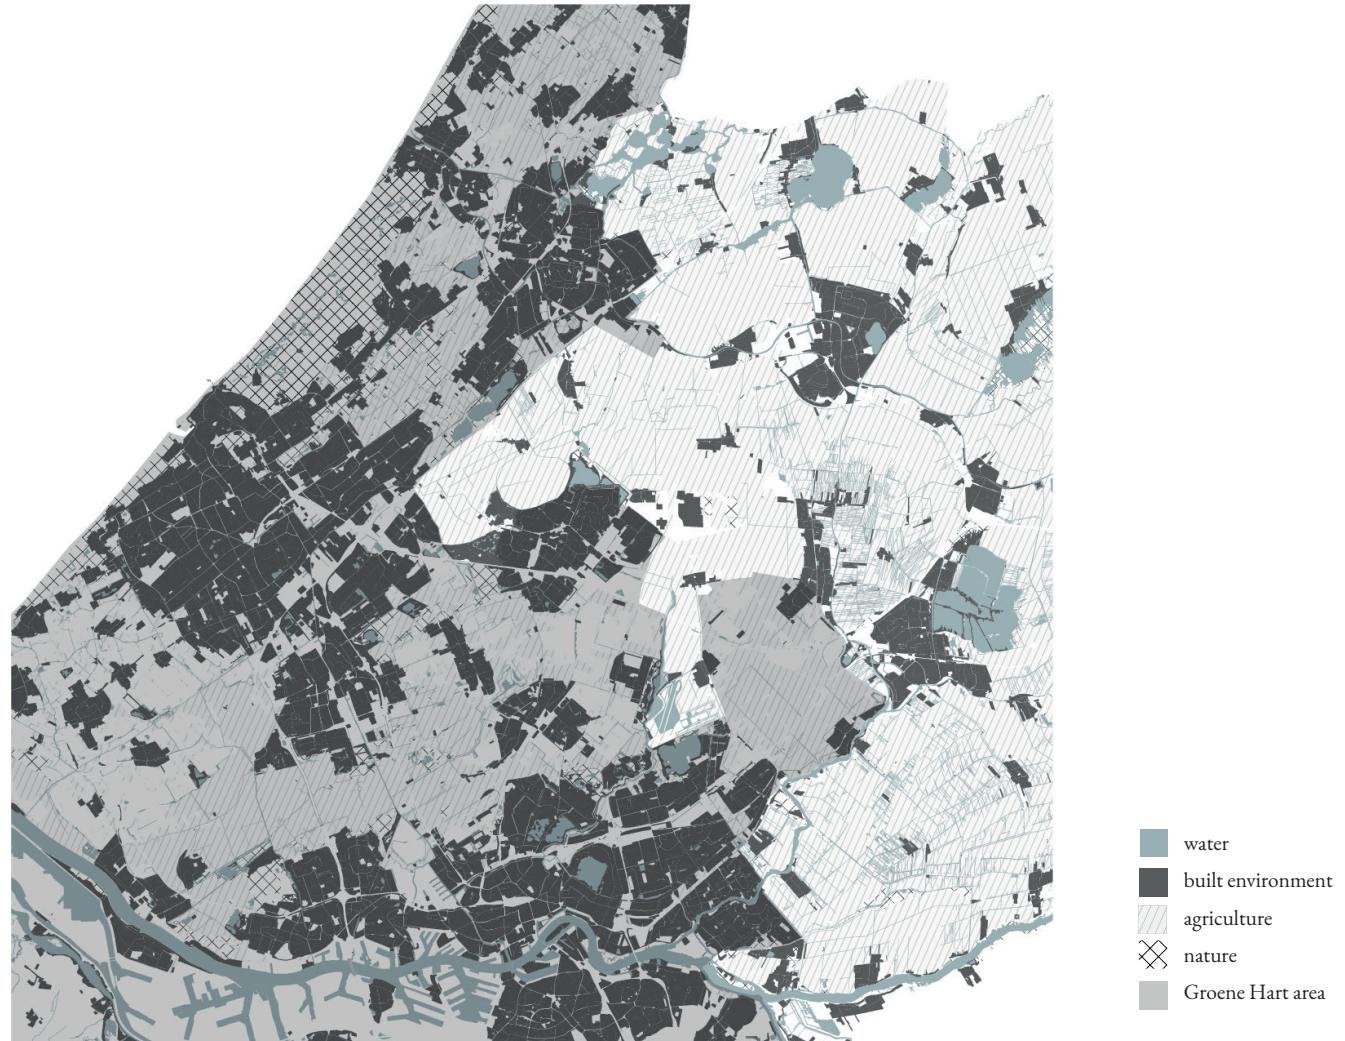 water
built environment
agriculture
nature
Groene Hart area